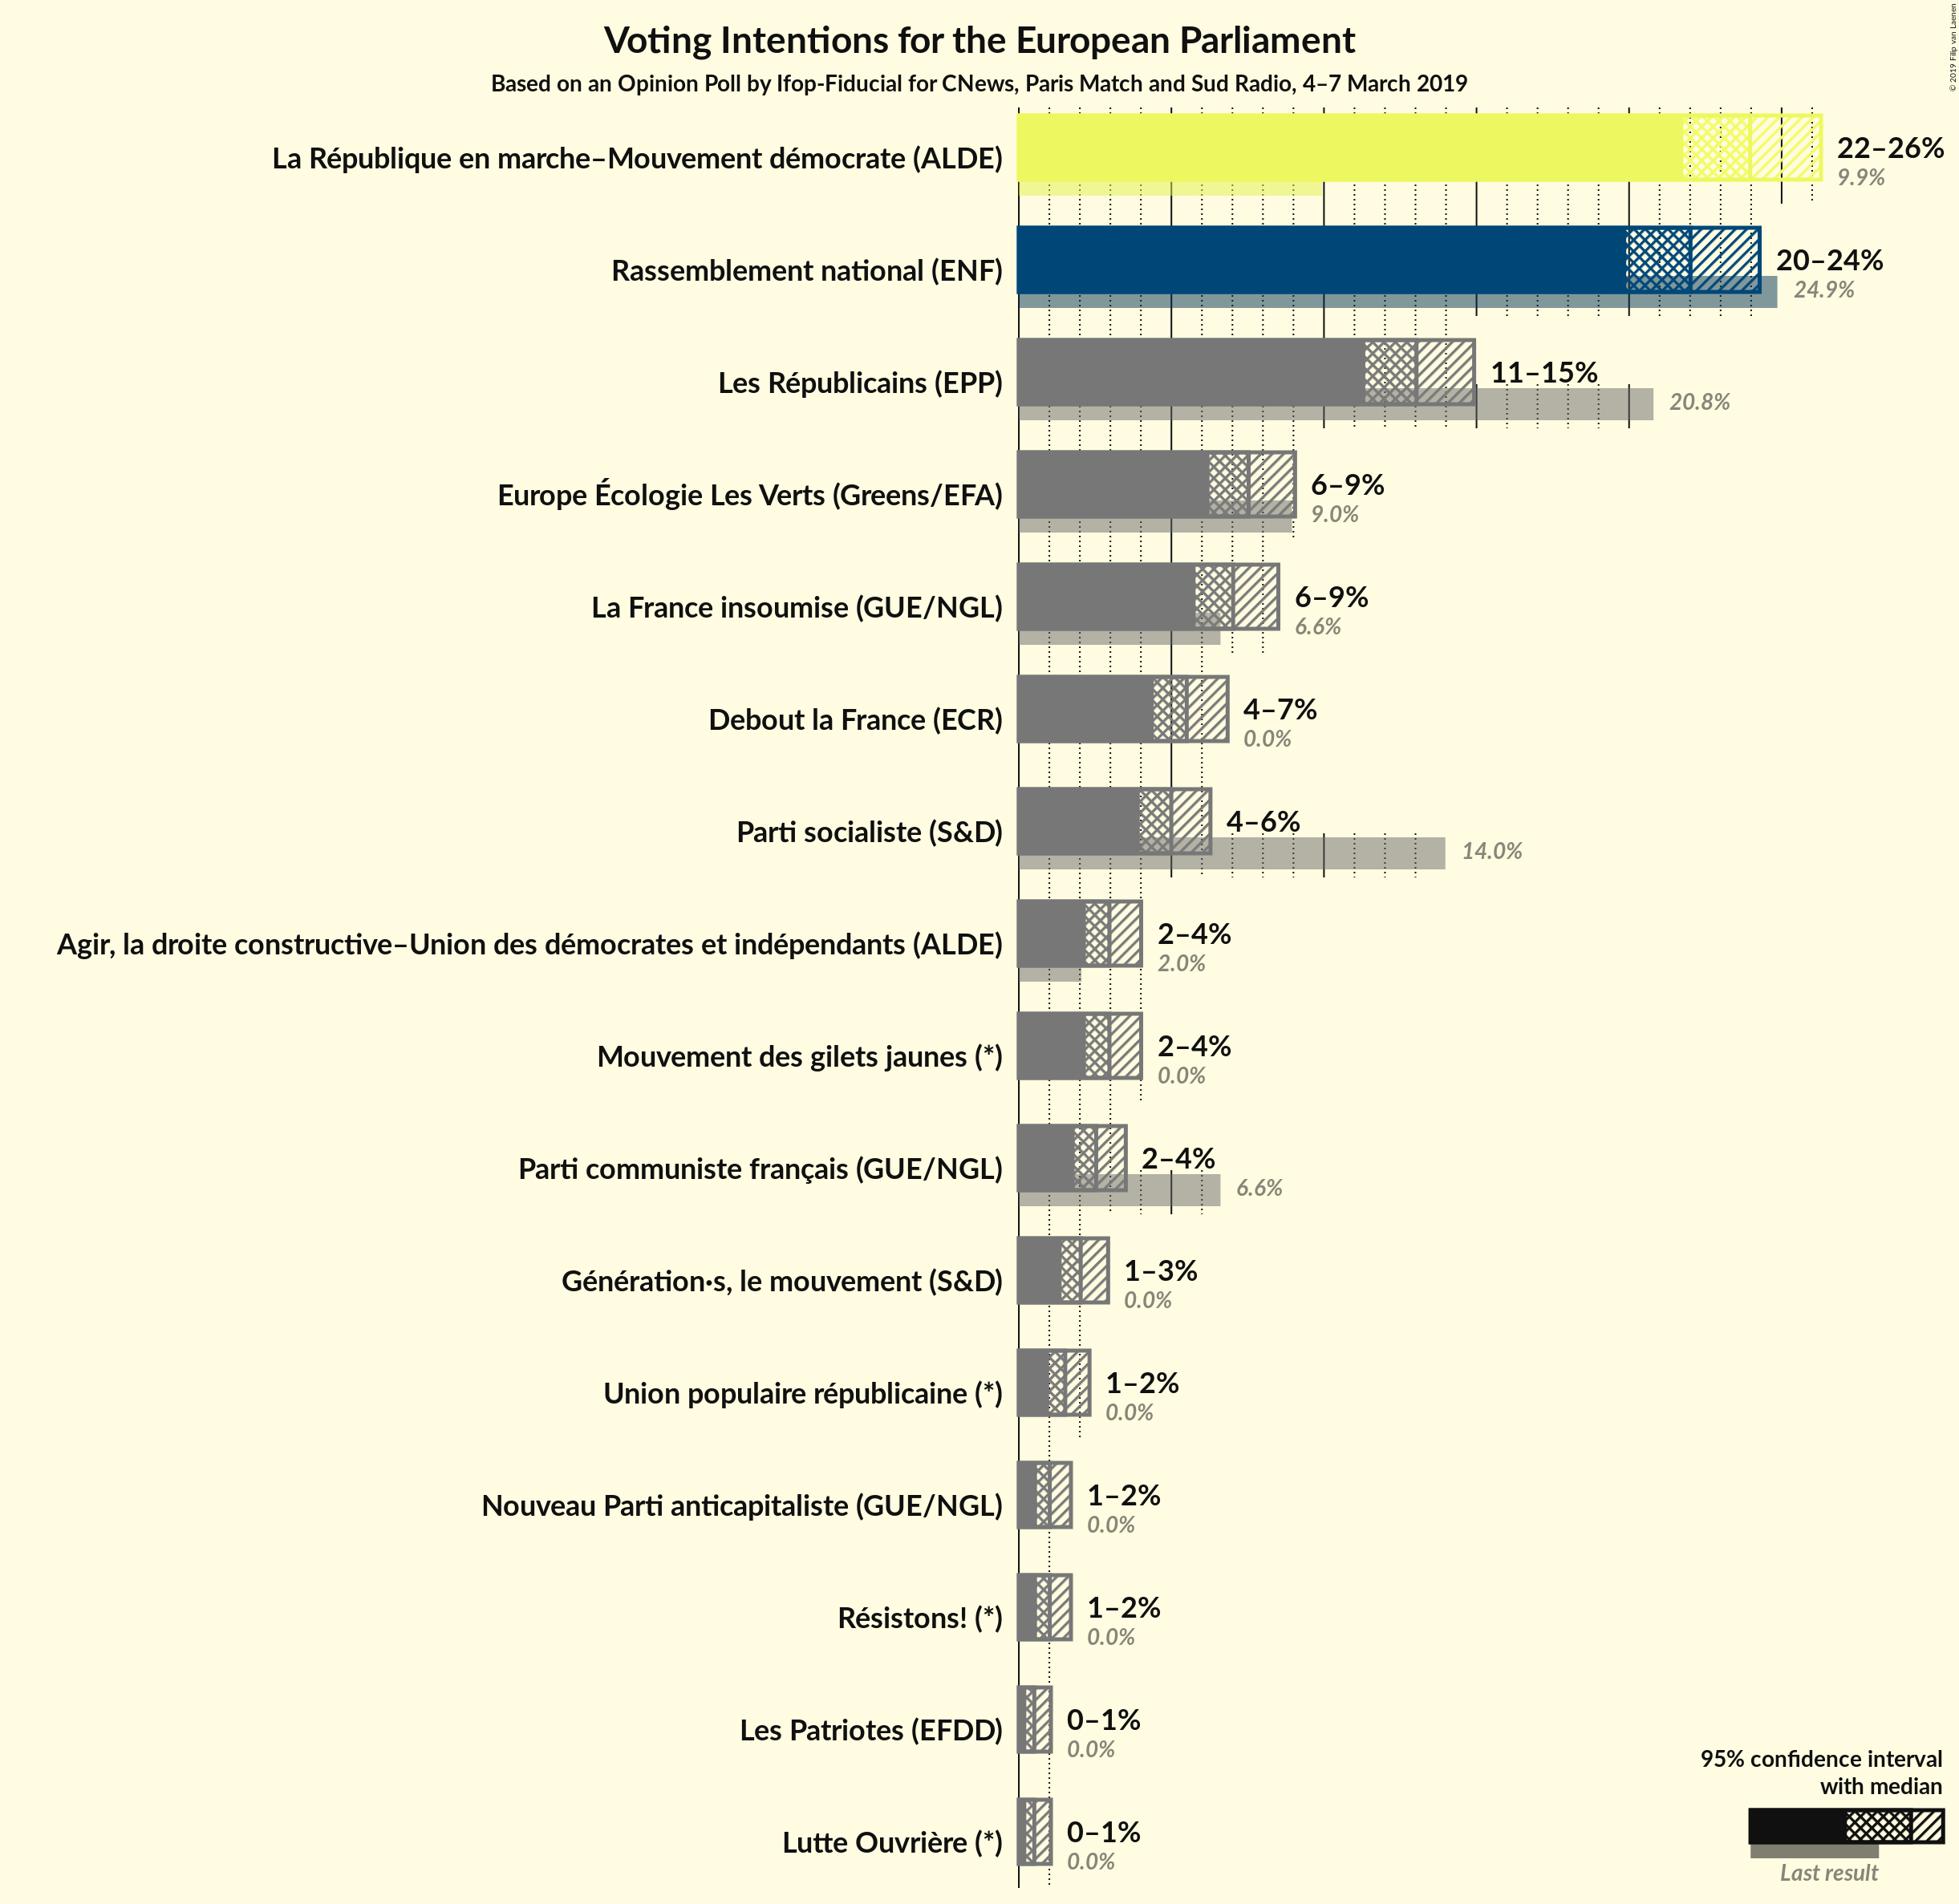 Voting Intentions for the European Parliament
Based on an Opinion Poll by Ifop-Fiducial for CNews, Paris Match and Sud Radio, 4–7 March 2019
© 2019 Filip van Laenen
La République en marche–Mouvement démocrate (ALDE)
22–26%
9.9%
Rassemblement national (ENF)
20–24%
24.9%
Les Républicains (EPP)
11–15%
20.8%
Europe Écologie Les Verts (Greens/EFA)
6–9%
9.0%
La France insoumise (GUE/NGL)
6–9%
6.6%
Debout la France (ECR)
4–7%
0.0%
Parti socialiste (S&D)
4–6%
14.0%
Agir, la droite constructive–Union des démocrates et indépendants (ALDE)
2–4%
2.0%
Mouvement des gilets jaunes (*)
2–4%
0.0%
Parti communiste français (GUE/NGL)
2–4%
6.6%
Génération·s, le mouvement (S&D)
1–3%
0.0%
Union populaire républicaine (*)
1–2%
0.0%
Nouveau Parti anticapitaliste (GUE/NGL)
1–2%
0.0%
Résistons! (*)
1–2%
0.0%
Les Patriotes (EFDD)
0–1%
0.0%
Lutte Ouvrière (*)
0–1%
0.0%
95% confidence interval
with median
Last result